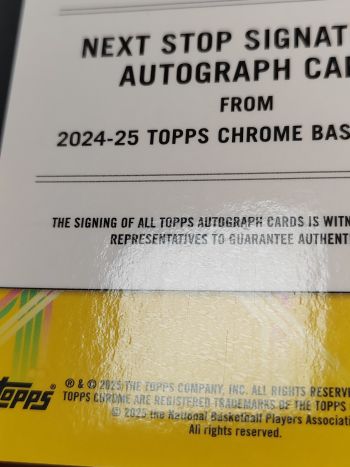 NEXT STOP SIGNAT
AUTOGRAPH CA
FROM
2024-25 TOPPS CHROME BAS
THE SIGNING OF ALL TOPPS AUTOGRAPH CARDS IS WITN
REPRESENTATIVES TO GUARANTEE AUTHENT
topps®
® & © 2025 THE TOPPS COMPANY, INC. ALL RIGHTS RESERV
TOPPS CHROME ARE REGISTERED TRADEMARKS OF THE TOPPS
© 2025 the National Basketball Players Associati
All rights reserved.